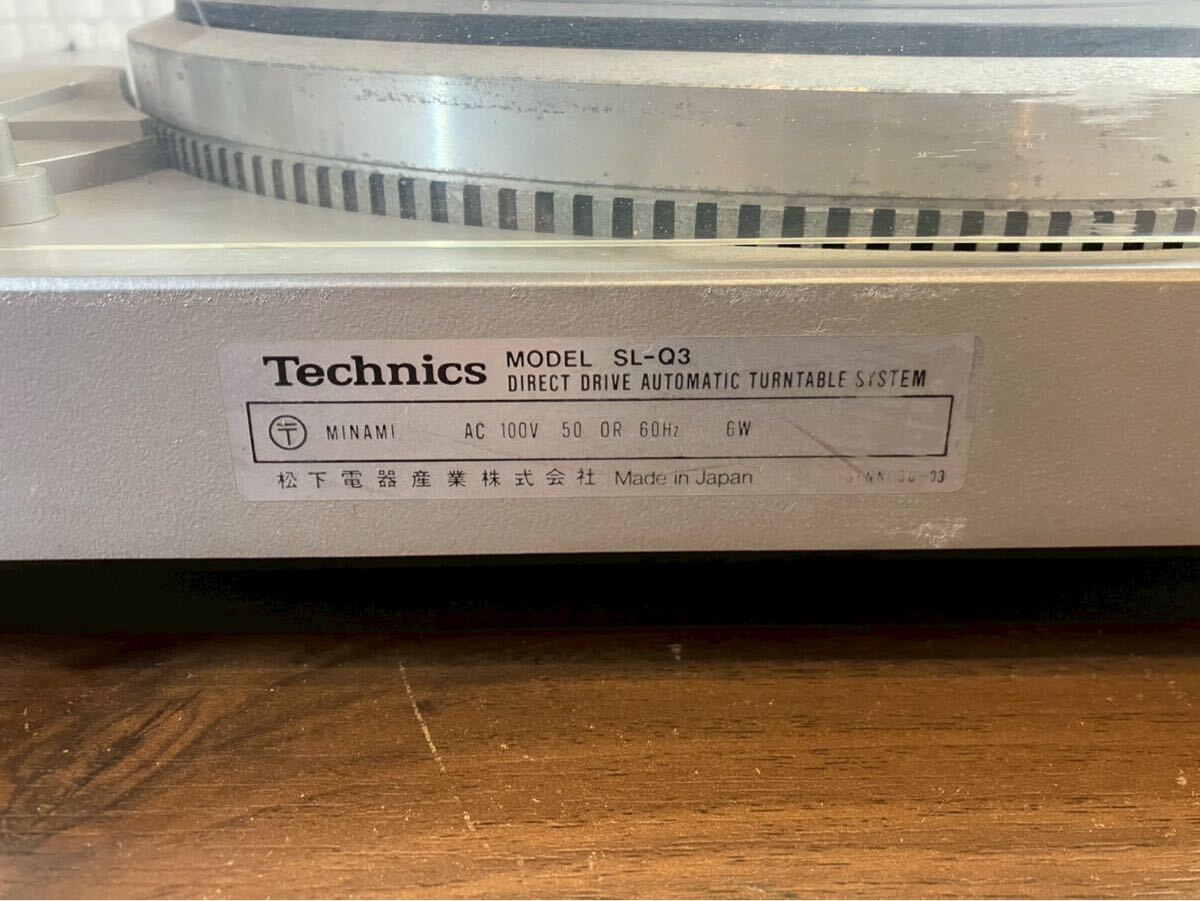 Technics MODEL SL-Q3
DIRECT DRIVE AUTOMATIC TURNTABLE SYSTEM
〒 MINAMI AC 100V 50 OR 60Hz 6W
松下電器産業株式会社 Made in Japan